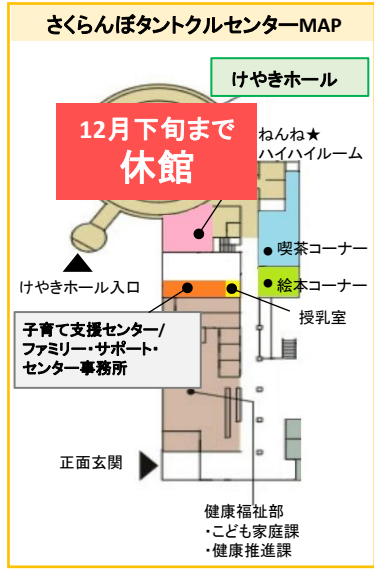 さくらんぼタントクルセンターMAP
けやきホール
12月下旬まで
休館
ねんね★
ハイハイルーム
喫茶コーナー
けやきホール入口
絵本コーナー
授乳室
子育て支援センター/
ファミリー・サポート・
センター事務所
正面玄関
健康福祉部
・こども家庭課
・健康推進課